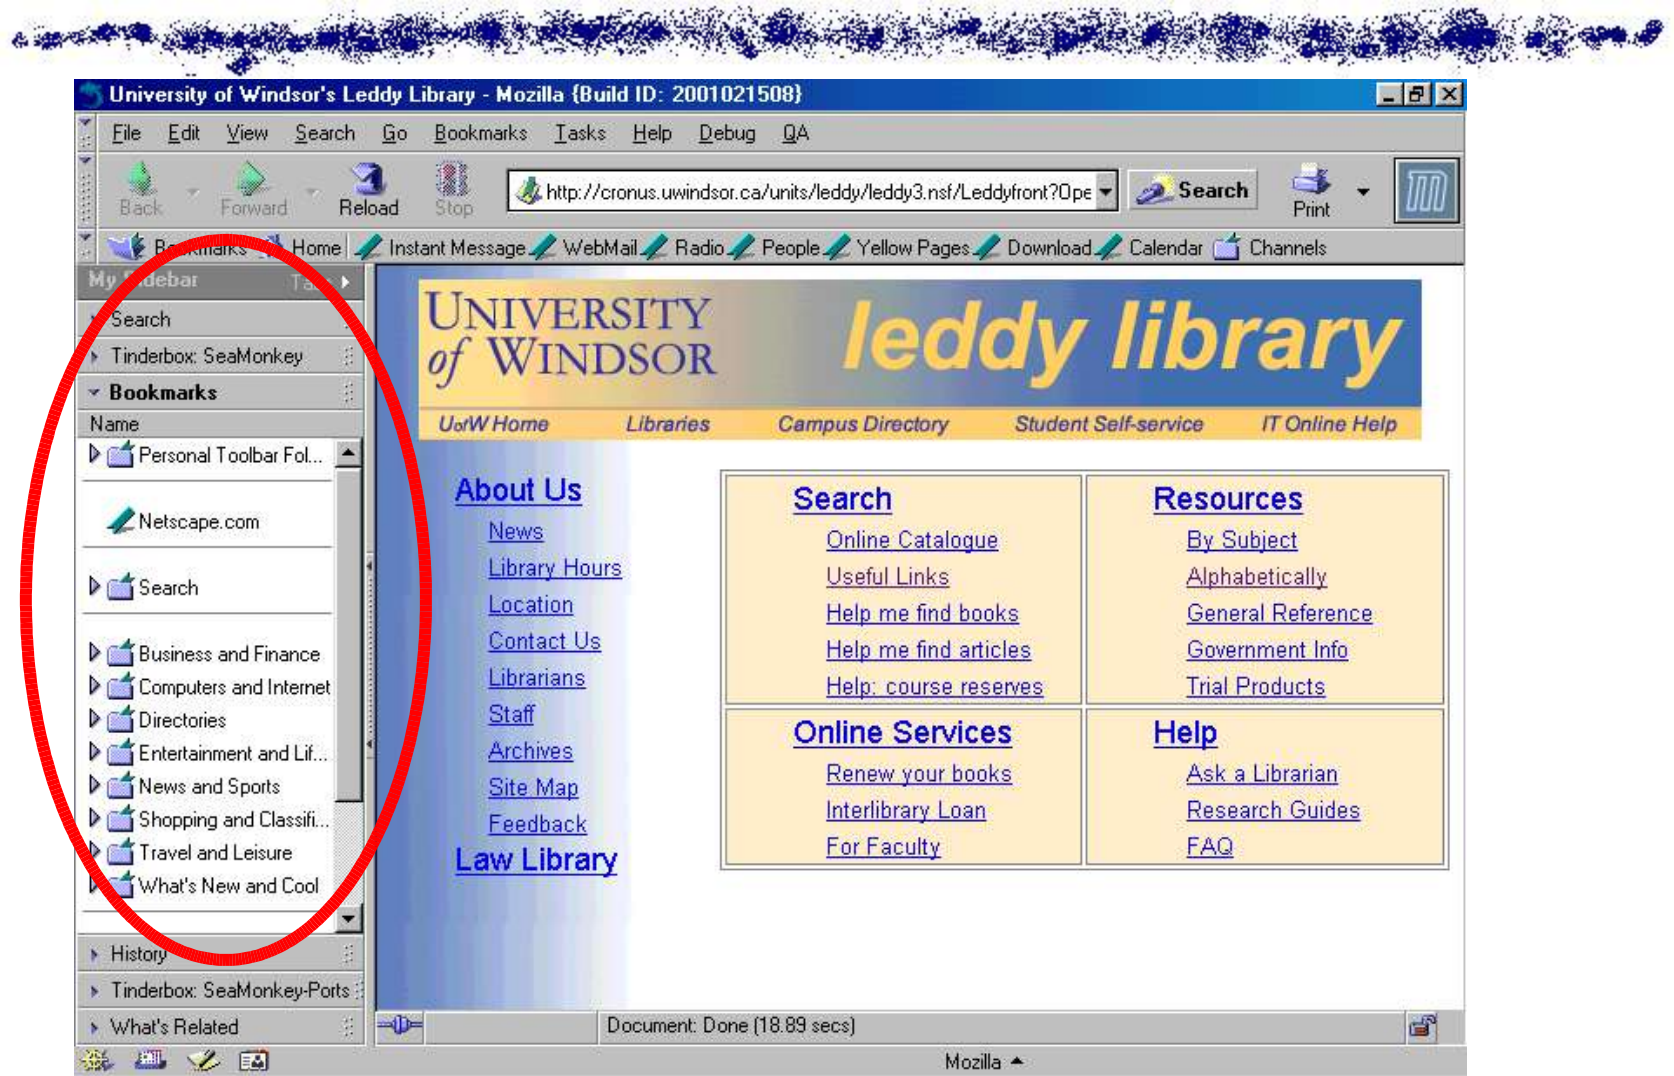 University of Windsor's Leddy Library - Mozilla {Build ID: 2001021508}
File Edit View Search Go Bookmarks Tasks Help Debug QA
Back Forward Reload Stop http://cronus.uwindsor.ca/units/leddy/leddy3.nsf/Leddyfront?Ope Search Print
Bookmarks Home Instant Message WebMail Radio People Yellow Pages Download Calendar Channels
My Sidebar
Search
Tinderbox: SeaMonkey
Bookmarks
Name
Personal Toolbar Fol...
Netscape.com
Search
Business and Finance
Computers and Internet
Directories
Entertainment and Lif...
News and Sports
Shopping and Classifi...
Travel and Leisure
What's New and Cool
History
Tinderbox: SeaMonkey-Ports
What's Related
UNIVERSITY
of WINDSOR
leddy library
UofW Home Libraries Campus Directory Student Self-service IT Online Help
About Us
News
Library Hours
Location
Contact Us
Librarians
Staff
Archives
Site Map
Feedback
Law Library
Search
Online Catalogue
Useful Links
Help me find books
Help me find articles
Help: course reserves
Resources
By Subject
Alphabetically
General Reference
Government Info
Trial Products
Online Services
Renew your books
Interlibrary Loan
For Faculty
Help
Ask a Librarian
Research Guides
FAQ
Document: Done (18.89 secs)
Mozilla